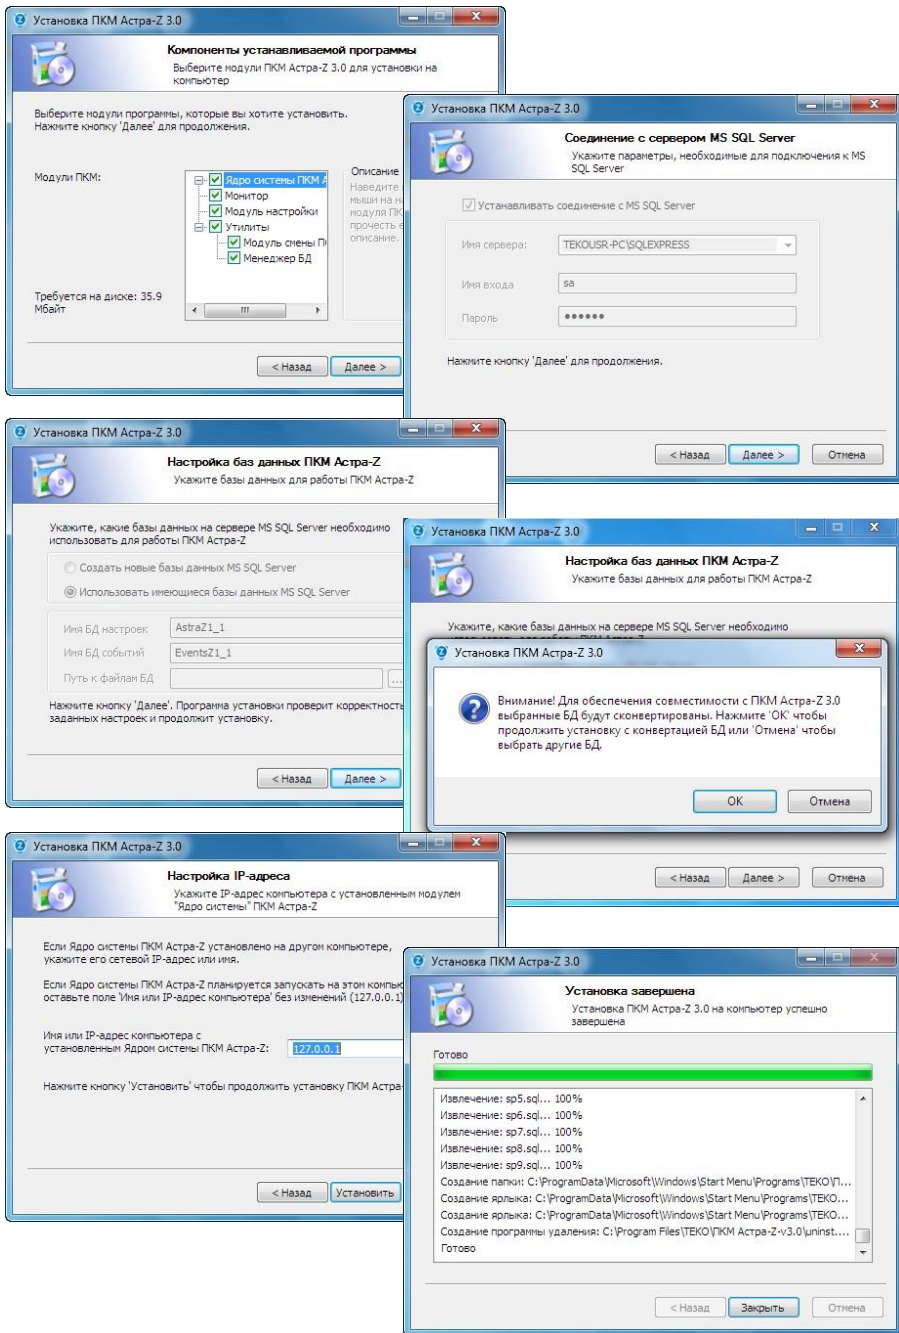 Установка ПКМ Астра-Z 3.0
Компоненты устанавливаемой программы
Выберите модули ПКМ Астра-Z 3.0 для установки на
компьютер
Выберите модули программы, которые вы хотите установить.
Нажмите кнопку 'Далее' для продолжения.
Модули ПКМ:
Ядро системы ПКМ А
Монитор
Модуль настройки
Утилиты
Модуль смены П
Менеджер БД
Описание
Наведите
мыши на н
модуля ПК
прочесть е
описание.
Требуется на диске: 35.9
Мбайт
< Назад
Далее >
Установка ПКМ Астра-Z 3.0
Соединение с сервером MS SQL Server
Укажите параметры, необходимые для подключения к MS
SQL Server
Устанавливать соединение с MS SQL Server
Имя сервера:
TEKOUSR-PC\SQLEXPRESS
Имя входа
sa
Пароль
••••••
Нажмите кнопку 'Далее' для продолжения.
< Назад
Далее >
Отмена
Установка ПКМ Астра-Z 3.0
Настройка баз данных ПКМ Астра-Z
Укажите базы данных для работы ПКМ Астра-Z
Укажите, какие базы данных на сервере MS SQL Server необходимо
использовать для работы ПКМ Астра-Z
Создать новые базы данных MS SQL Server
Использовать имеющиеся базы данных MS SQL Server
Имя БД настроек
AstraZ1_1
Имя БД событий
EventsZ1_1
Путь к файлам БД
...
Нажмите кнопку 'Далее'. Программа установки проверит корректность
заданных настроек и продолжит установку.
< Назад
Далее >
Установка ПКМ Астра-Z 3.0
Настройка баз данных ПКМ Астра-Z
Укажите базы данных для работы ПКМ Астра-Z
Укажите, какие базы данных на сервере MS SQL Server необходимо
Установка ПКМ Астра-Z 3.0
Внимание! Для обеспечения совместимости с ПКМ Астра-Z 3.0
выбранные БД будут сконвертированы. Нажмите 'ОК' чтобы
продолжить установку с конвертацией БД или 'Отмена' чтобы
выбрать другие БД.
ОК
Отмена
< Назад
Далее >
Отмена
Установка ПКМ Астра-Z 3.0
Настройка IP-адреса
Укажите IP-адрес компьютера с установленным модулем
"Ядро системы" ПКМ Астра-Z
Если Ядро системы ПКМ Астра-Z установлено на другом компьютере,
укажите его сетевой IP-адрес или имя.
Если Ядро системы ПКМ Астра-Z планируется запускать на этом компью
оставьте поле 'Имя или IP-адрес компьютера' без изменений (127.0.0.1)
Имя или IP-адрес компьютера с
установленным Ядром системы ПКМ Астра-Z:
127.0.0.1
Нажмите кнопку 'Установить' чтобы продолжить установку ПКМ Астра-
< Назад
Установить
Установка ПКМ Астра-Z 3.0
Установка завершена
Установка ПКМ Астра-Z 3.0 на компьютер успешно
завершена
Готово
Извлечение: sp5.sql... 100%
Извлечение: sp6.sql... 100%
Извлечение: sp7.sql... 100%
Извлечение: sp8.sql... 100%
Извлечение: sp9.sql... 100%
Создание папки: C:\ProgramData\Microsoft\Windows\Start Menu\Programs\ТЕКО\П...
Создание ярлыка: C:\ProgramData\Microsoft\Windows\Start Menu\Programs\ТЕКО...
Создание ярлыка: C:\ProgramData\Microsoft\Windows\Start Menu\Programs\ТЕКО...
Создание программы удаления: C:\Program Files\ТЕКО\ПКМ Астра-Z-v3.0\uninst....
Готово
< Назад
Закрыть
Отмена